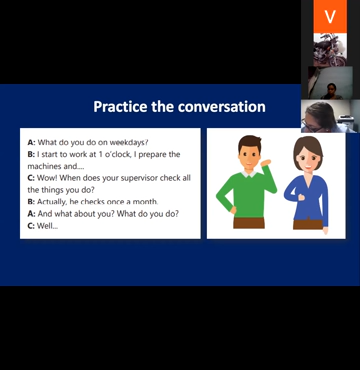 V
Practice the conversation
A: What do you do on weekdays?
B: I start to work at 1 o'clock, I prepare the
machines and....
C: Wow! When does your supervisor check all
the things you do?
B: Actually, he checks once a month.
A: And what about you? What do you do?
C: Well...